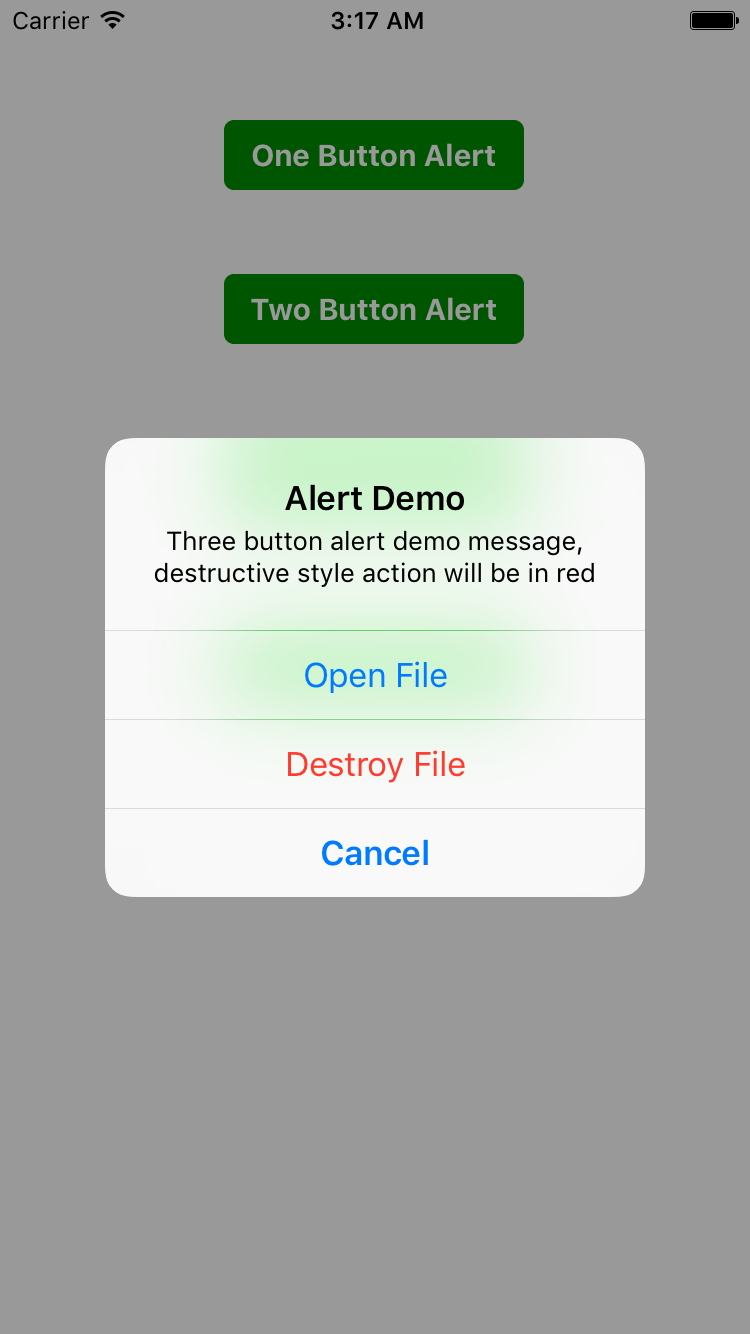 Carrier 3:17 AM
One Button Alert
Two Button Alert
Alert Demo
Three button alert demo message,
destructive style action will be in red
Open File
Destroy File
Cancel